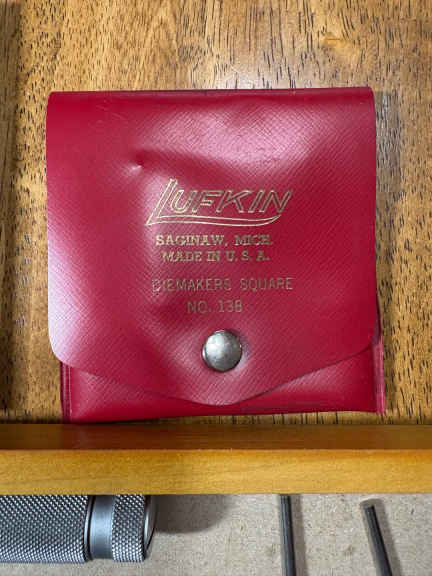 LUFKIN
SAGINAW, MICH.
MADE IN U. S. A.
DIEMAKERS SQUARE
NO. 138